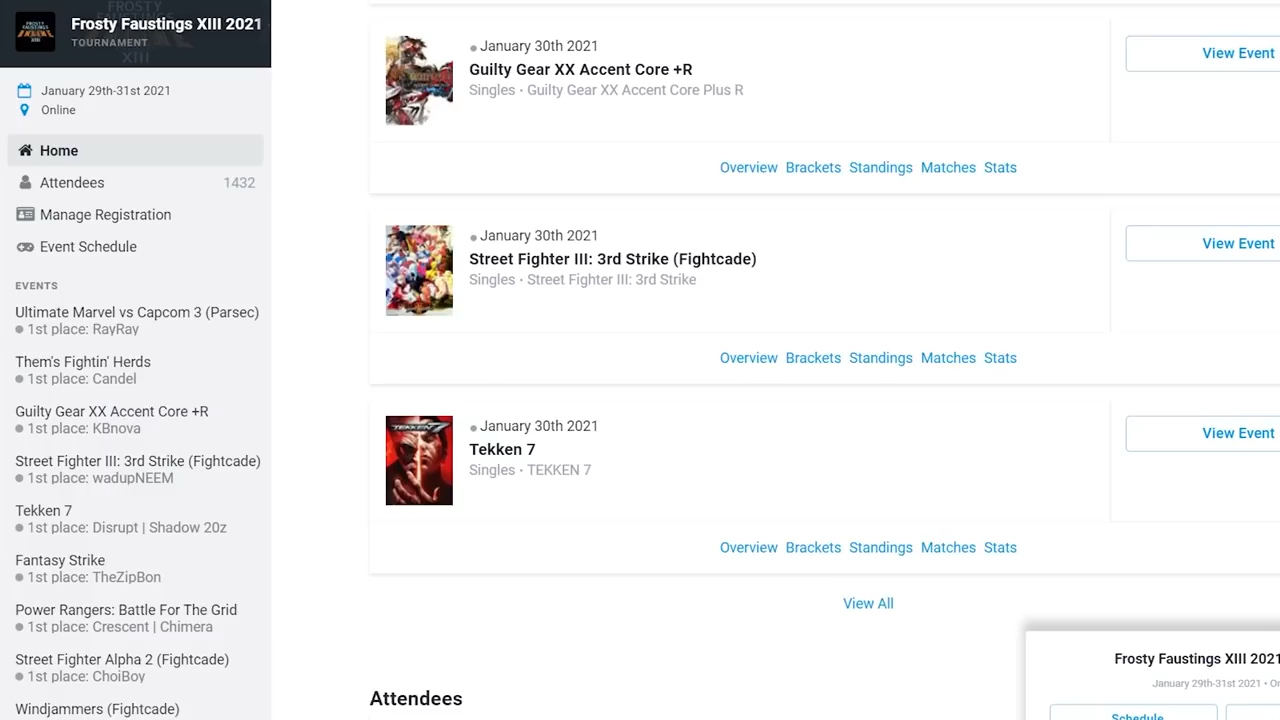 Frosty Faustings XIII 2021
TOURNAMENT
January 29th-31st 2021
Online
Home
Attendees 1432
Manage Registration
Event Schedule
EVENTS
Ultimate Marvel vs Capcom 3 (Parsec)
1st place: RayRay
Them's Fightin' Herds
1st place: Candel
Guilty Gear XX Accent Core +R
1st place: KBnova
Street Fighter III: 3rd Strike (Fightcade)
1st place: wadupNEEM
Tekken 7
1st place: Disrupt | Shadow 20z
Fantasy Strike
1st place: TheZipBon
Power Rangers: Battle For The Grid
1st place: Crescent | Chimera
Street Fighter Alpha 2 (Fightcade)
1st place: ChoiBoy
Windjammers (Fightcade)
January 30th 2021
Guilty Gear XX Accent Core +R
Singles • Guilty Gear XX Accent Core Plus R
View Event
Overview Brackets Standings Matches Stats
January 30th 2021
Street Fighter III: 3rd Strike (Fightcade)
Singles • Street Fighter III: 3rd Strike
View Event
Overview Brackets Standings Matches Stats
TEKKEN 7
January 30th 2021
Tekken 7
Singles • TEKKEN 7
View Event
Overview Brackets Standings Matches Stats
View All
Attendees
Frosty Faustings XIII 2021
January 29th-31st 2021 •
Schedule